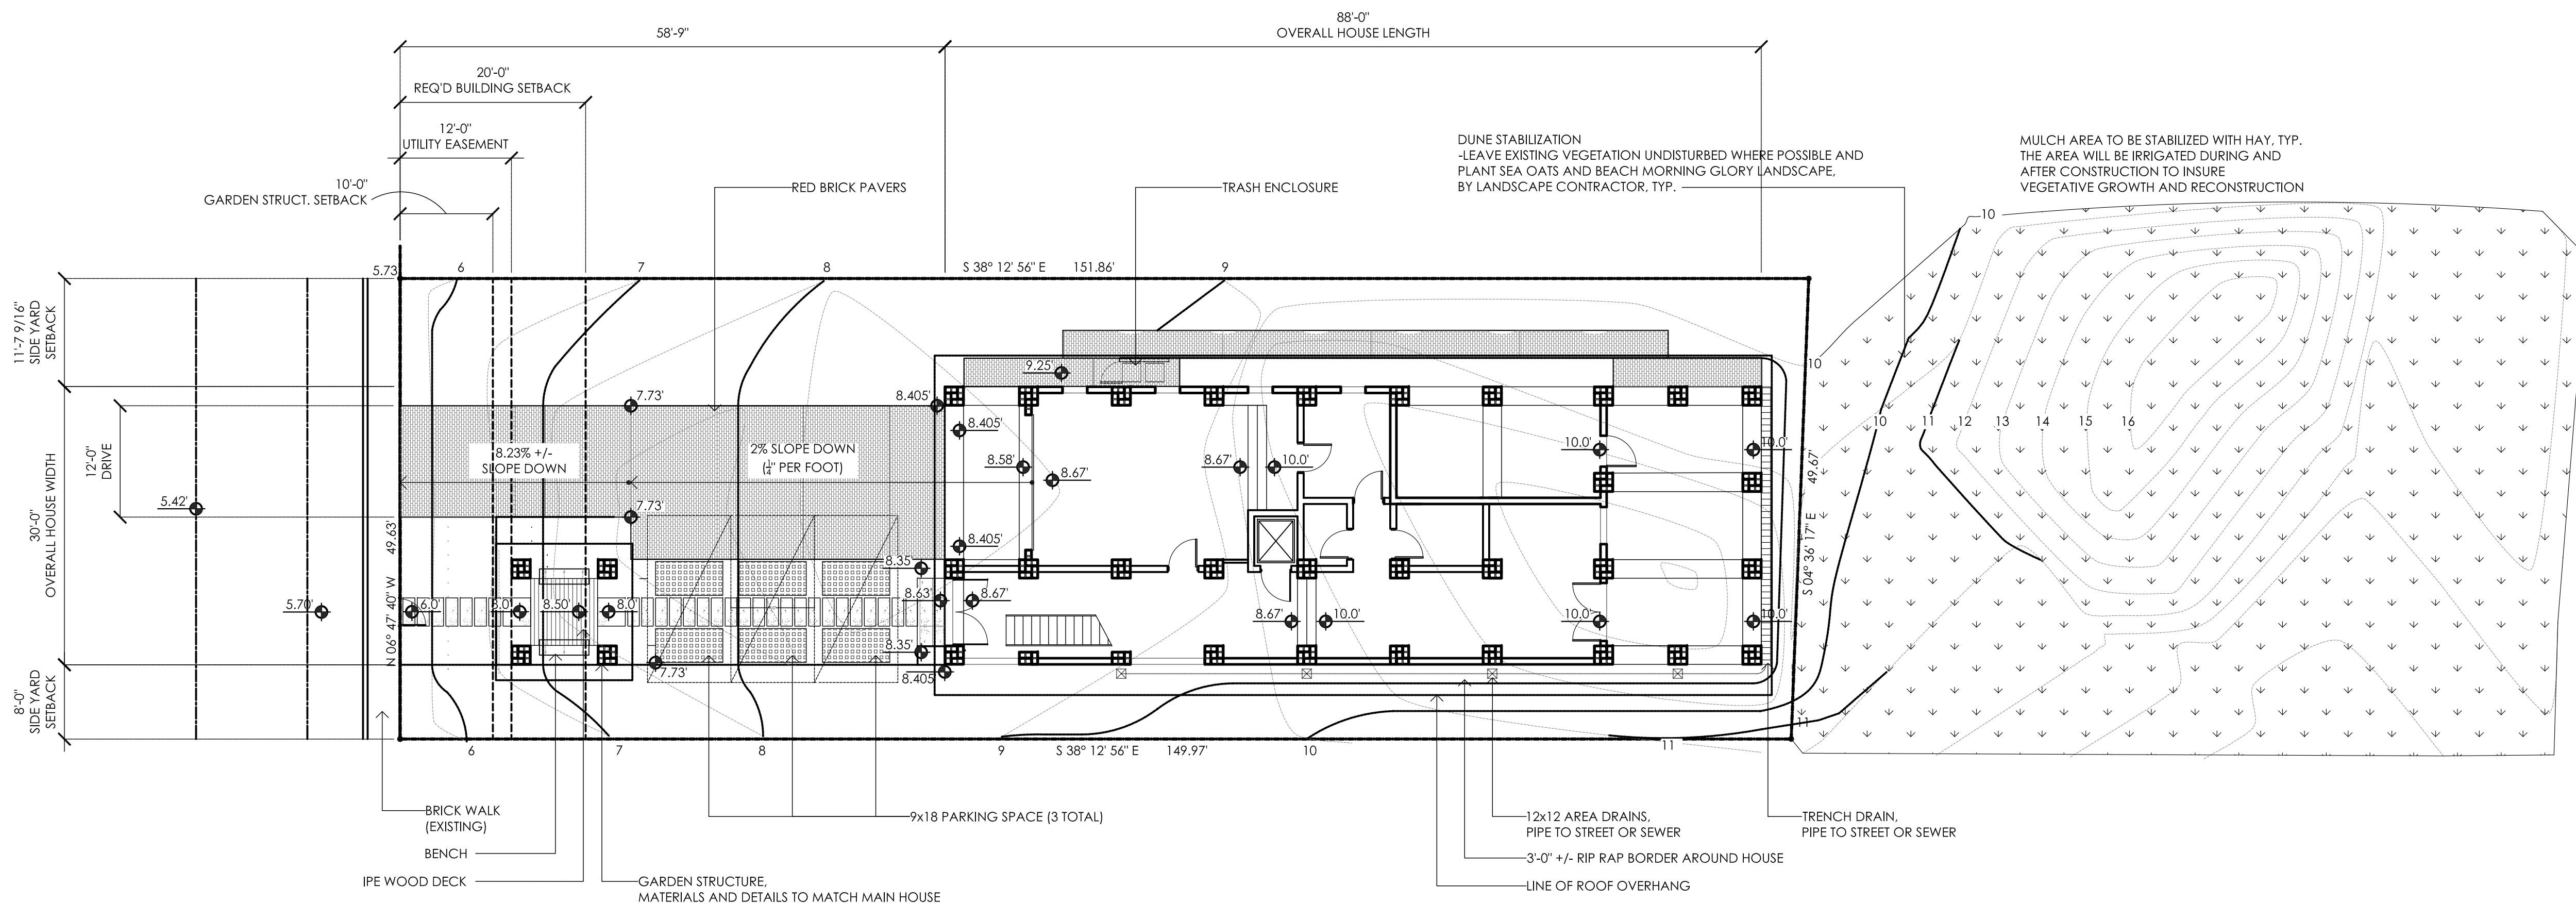 88'-0"
58'-9"
OVERALL HOUSE LENGTH
20'-0"
REQ'D BUILDING SETBACK
12'-0"
UTILITY EASEMENT
10'-0"
GARDEN STRUCT. SETBACK
RED BRICK PAVERS
TRASH ENCLOSURE
DUNE STABILIZATION
-LEAVE EXISTING VEGETATION UNDISTURBED WHERE POSSIBLE AND
PLANT SEA OATS AND BEACH MORNING GLORY LANDSCAPE,
BY LANDSCAPE CONTRACTOR, TYP.
MULCH AREA TO BE STABILIZED WITH HAY, TYP.
THE AREA WILL BE IRRIGATED DURING AND
AFTER CONSTRUCTION TO INSURE
VEGETATIVE GROWTH AND RECONSTRUCTION
10
5.73
6
7
8
S 38° 12' 56" E
151.86'
9
11'-7 9/16"
SIDE YARD
SETBACK
10
9.25'
7.73'
8.405'
8.405'
12'-0"
DRIVE
30'-0"
OVERALL HOUSE WIDTH
8.23% +/-
SLOPE DOWN
2% SLOPE DOWN
(¼" PER FOOT)
8.58'
8.67'
8.67'
10.0'
10.0'
10.0'
49.67'
S 04° 36' 17" E
10
11
12
13
14
15
16
5.42'
7.73'
49.63'
N 06° 47' 40" W
8.405'
8.35'
8.63'
8.67'
5.70'
6.0'
8.0'
8.50'
8.0'
8.67'
10.0'
10.0'
10.0'
8.35'
7.73'
8.405
8'-0"
SIDE YARD
SETBACK
11
6
7
8
9
S 38° 12' 56" E
149.97'
10
11
BRICK WALK
(EXISTING)
BENCH
IPE WOOD DECK
GARDEN STRUCTURE,
MATERIALS AND DETAILS TO MATCH MAIN HOUSE
9x18 PARKING SPACE (3 TOTAL)
12x12 AREA DRAINS,
PIPE TO STREET OR SEWER
3'-0" +/- RIP RAP BORDER AROUND HOUSE
LINE OF ROOF OVERHANG
TRENCH DRAIN,
PIPE TO STREET OR SEWER